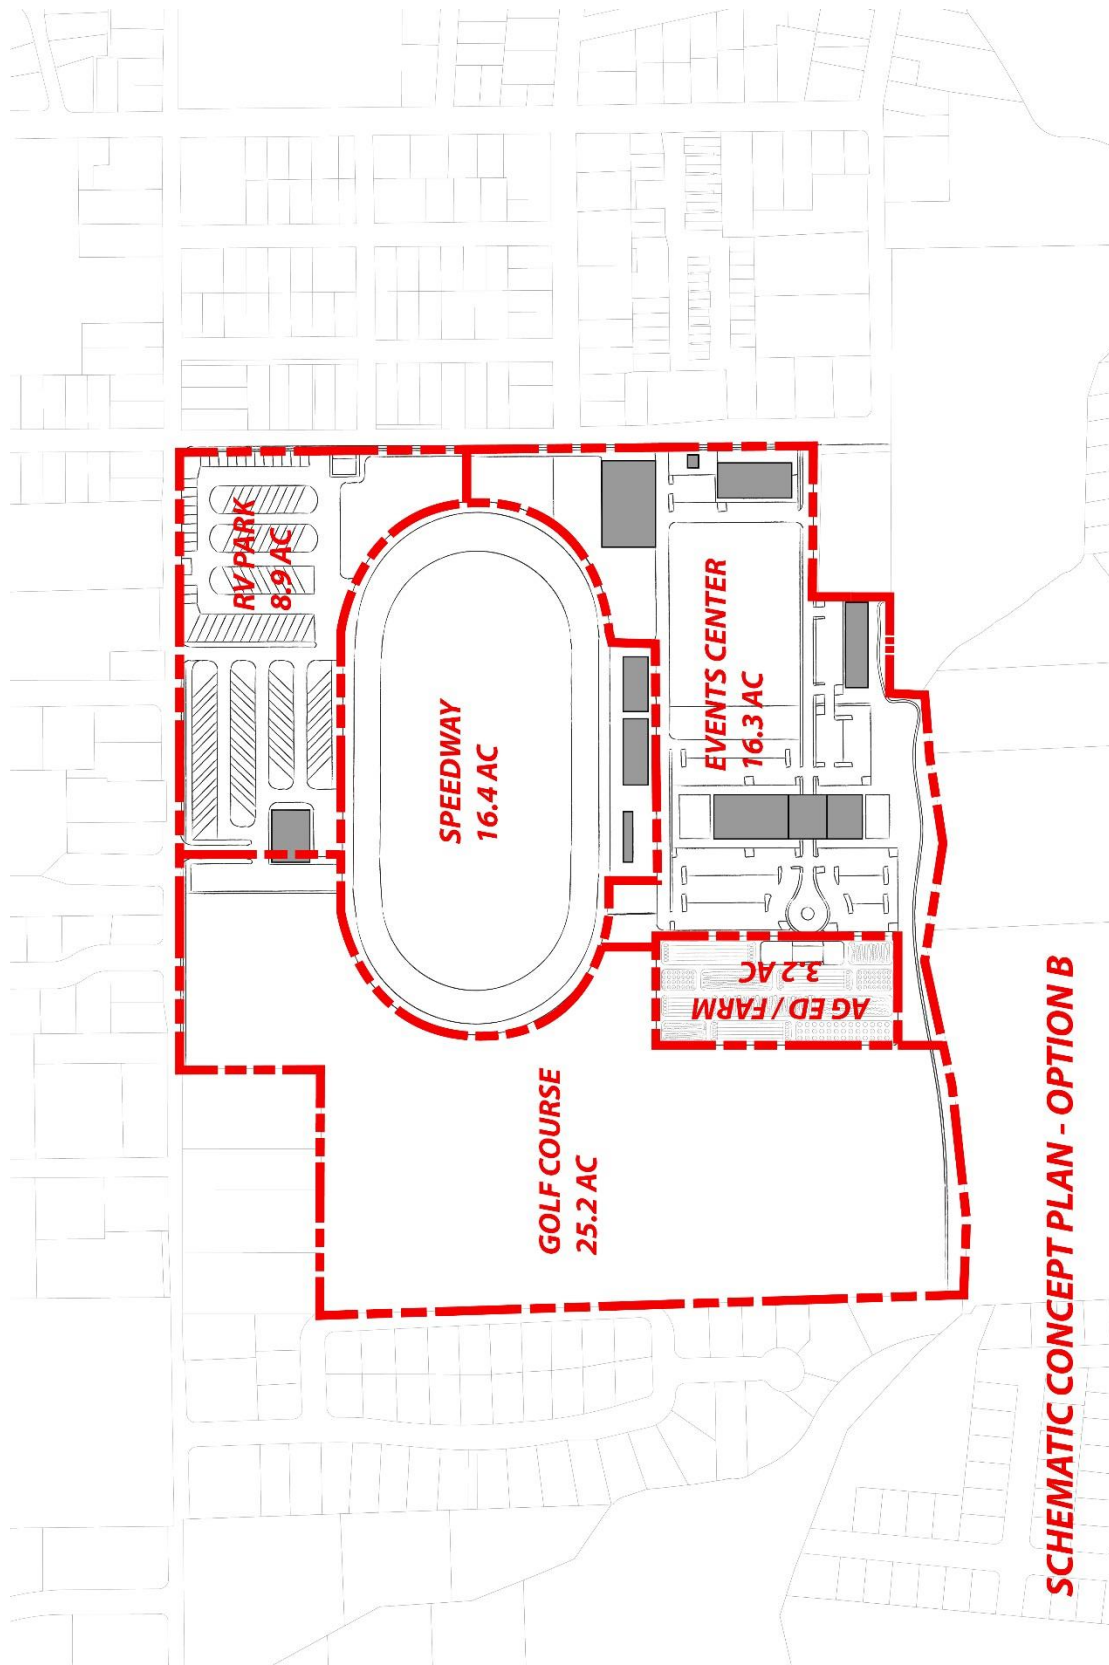 RV PARK
8.9 AC
SPEEDWAY
16.4 AC
EVENTS CENTER
16.3 AC
AG ED / FARM
3.2 AC
GOLF COURSE
25.2 AC
SCHEMATIC CONCEPT PLAN - OPTION B